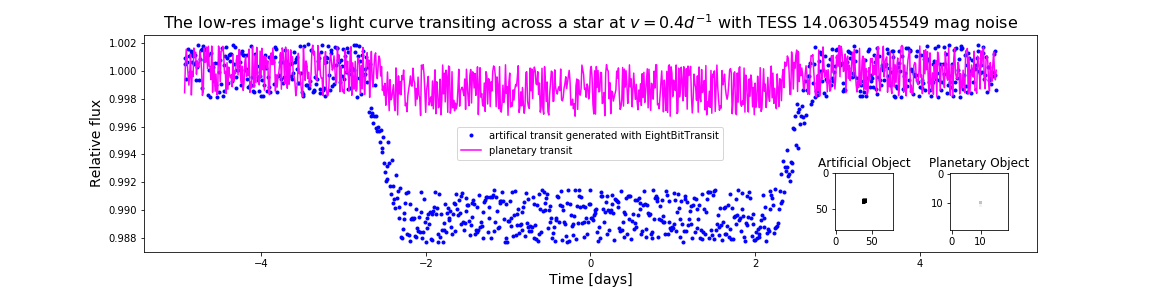 The low-res image's light curve transiting across a star at v = 0.4d⁻¹ with TESS 14.0630545549 mag noise
Relative flux
1.002
1.000
0.998
0.996
0.994
0.992
0.990
0.988
artifical transit generated with EightBitTransit
planetary transit
Artificial Object
0
50
0 50
Planetary Object
0
10
0 10
−4 −2 0 2 4
Time [days]